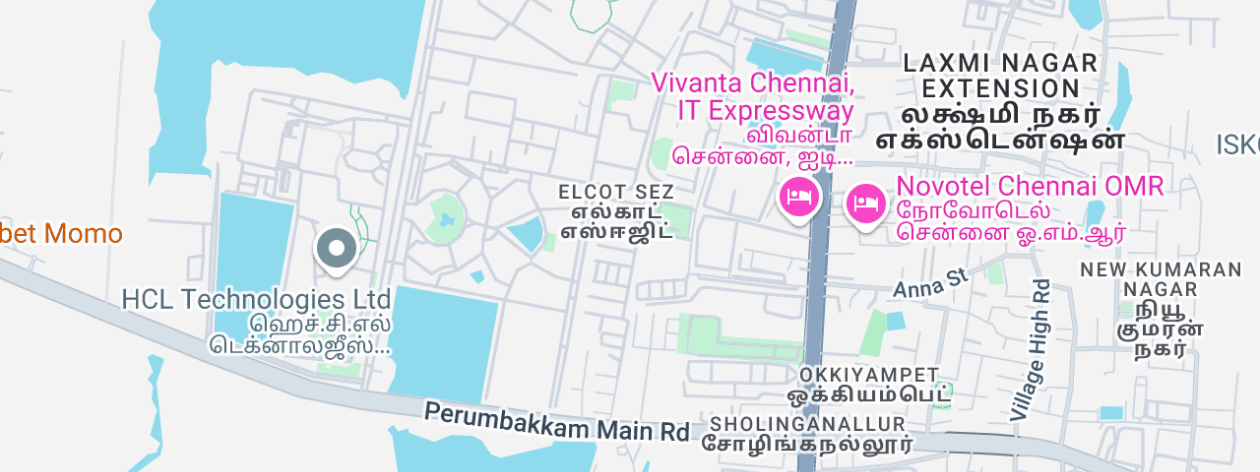 LAXMI NAGAR
EXTENSION
லக்ஷ்மி நகர்
எக்ஸ்டென்ஷன்
Vivanta Chennai,
IT Expressway
விவன்டா
சென்னை, ஐடி...
ISK
Novotel Chennai OMR
நோவோடெல்
சென்னை ஓ.எம்.ஆர்
ELCOT SEZ
எல்காட்
எஸ்ஈஜிட்
bet Momo
HCL Technologies Ltd
ஹெச்.சி.எல்
டெக்னாலஜீஸ்...
Anna St
NEW KUMARAN
NAGAR
நியூ
குமரன்
நகர்
Village High Rd
OKKIYAMPET
ஒக்கியம்பெட்
Perumbakkam Main Rd
SHOLINGANALLUR
சோழிங்கநல்லூர்